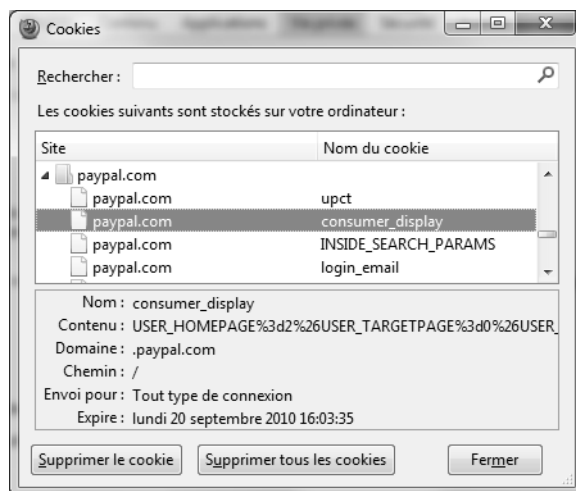 Cookies
Rechercher :
Les cookies suivants sont stockés sur votre ordinateur :
Site Nom du cookie
paypal.com
paypal.com upct
paypal.com consumer_display
paypal.com INSIDE_SEARCH_PARAMS
paypal.com login_email
Nom : consumer_display
Contenu : USER_HOMEPAGE%3d2%26USER_TARGETPAGE%3d0%26USER_
Domaine : .paypal.com
Chemin : /
Envoi pour : Tout type de connexion
Expire : lundi 20 septembre 2010 16:03:35
Supprimer le cookie Supprimer tous les cookies Fermer